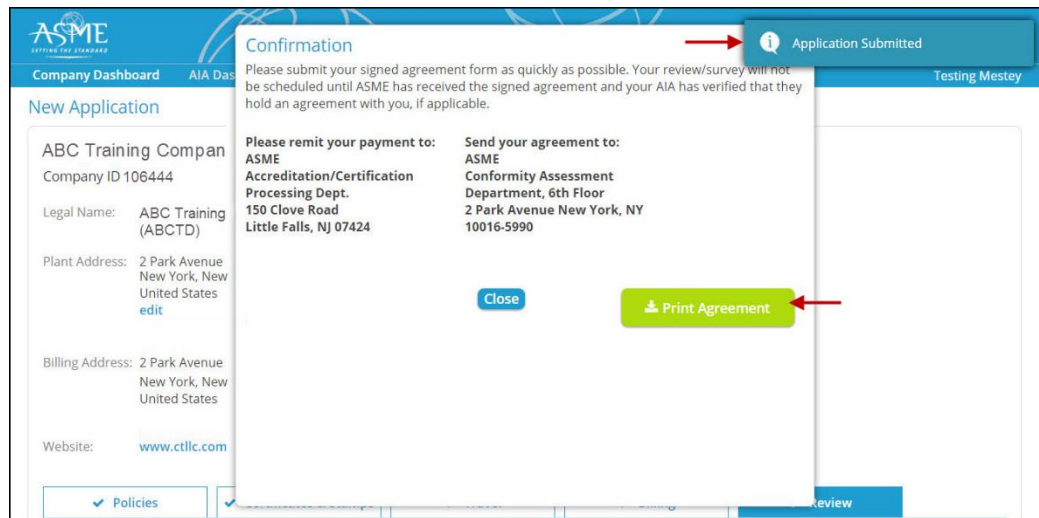 ASME
SETTING THE STANDARD
Application Submitted
Company Dashboard AIA Das
Testing Mestey
New Application
ABC Training Compan
Company ID 106444
Legal Name: ABC Training
(ABCTD)
Plant Address: 2 Park Avenue
New York, New
United States
edit
Billing Address: 2 Park Avenue
New York, New
United States
Website: www.ctllc.com
Confirmation
Please submit your signed agreement form as quickly as possible. Your review/survey will not
be scheduled until ASME has received the signed agreement and your AIA has verified that they
hold an agreement with you, if applicable.
Please remit your payment to:
ASME
Accreditation/Certification
Processing Dept.
150 Clove Road
Little Falls, NJ 07424
Send your agreement to:
ASME
Conformity Assessment
Department, 6th Floor
2 Park Avenue New York, NY
10016-5990
Close
Print Agreement
Policies
Review